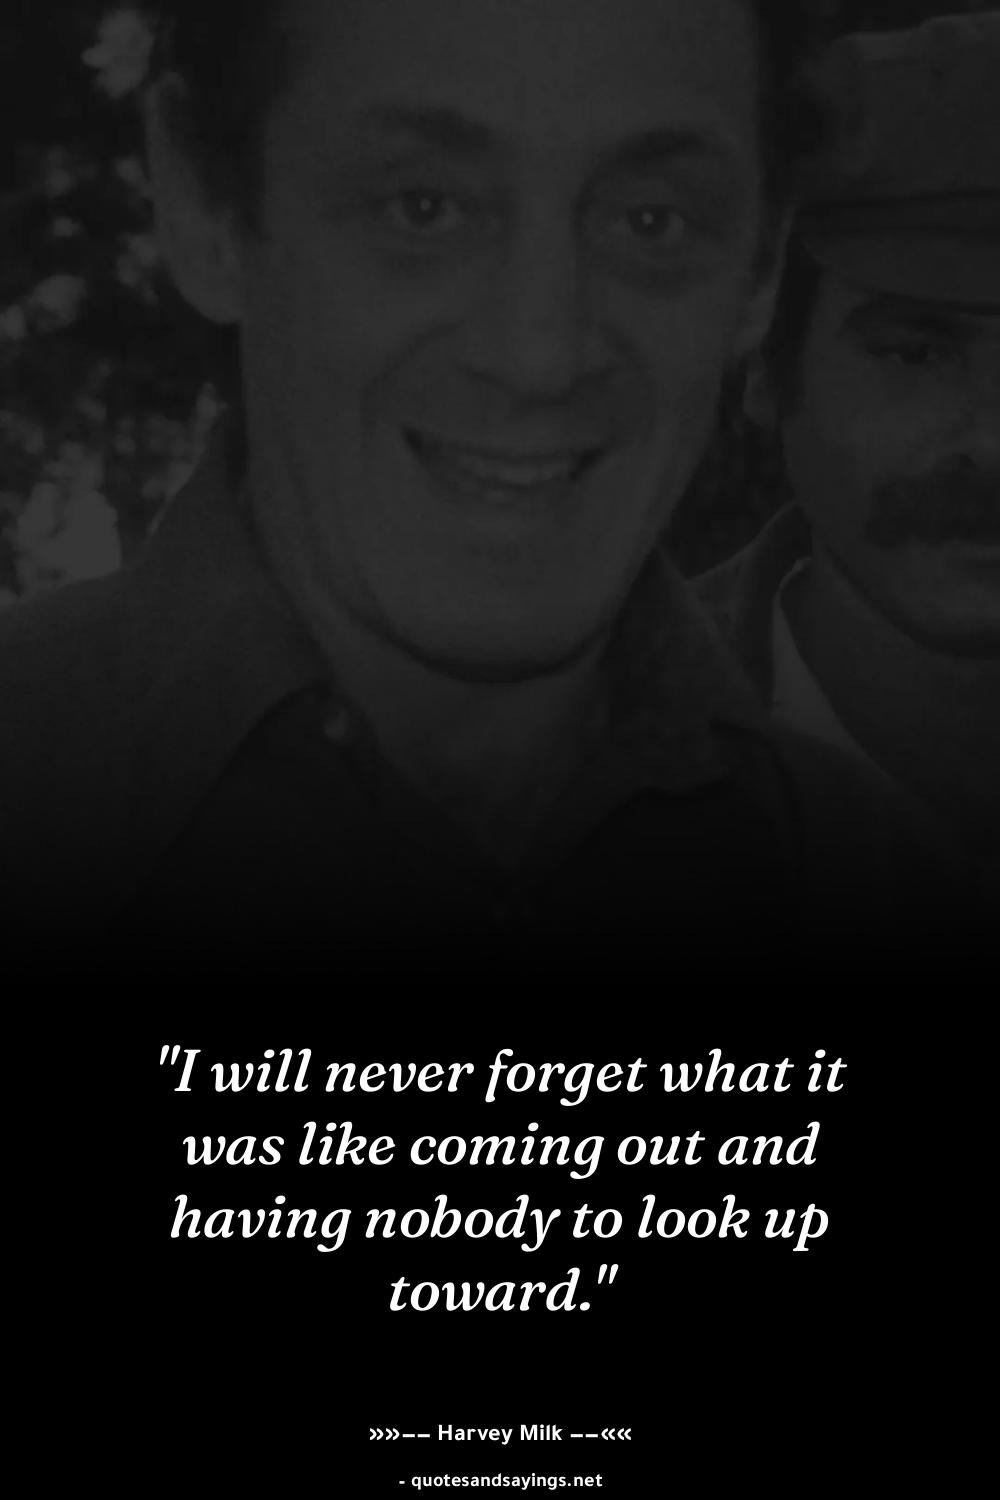 "I will never forget what it
was like coming out and
having nobody to look up
toward."
»»–– Harvey Milk ––««
- quotesandsayings.net